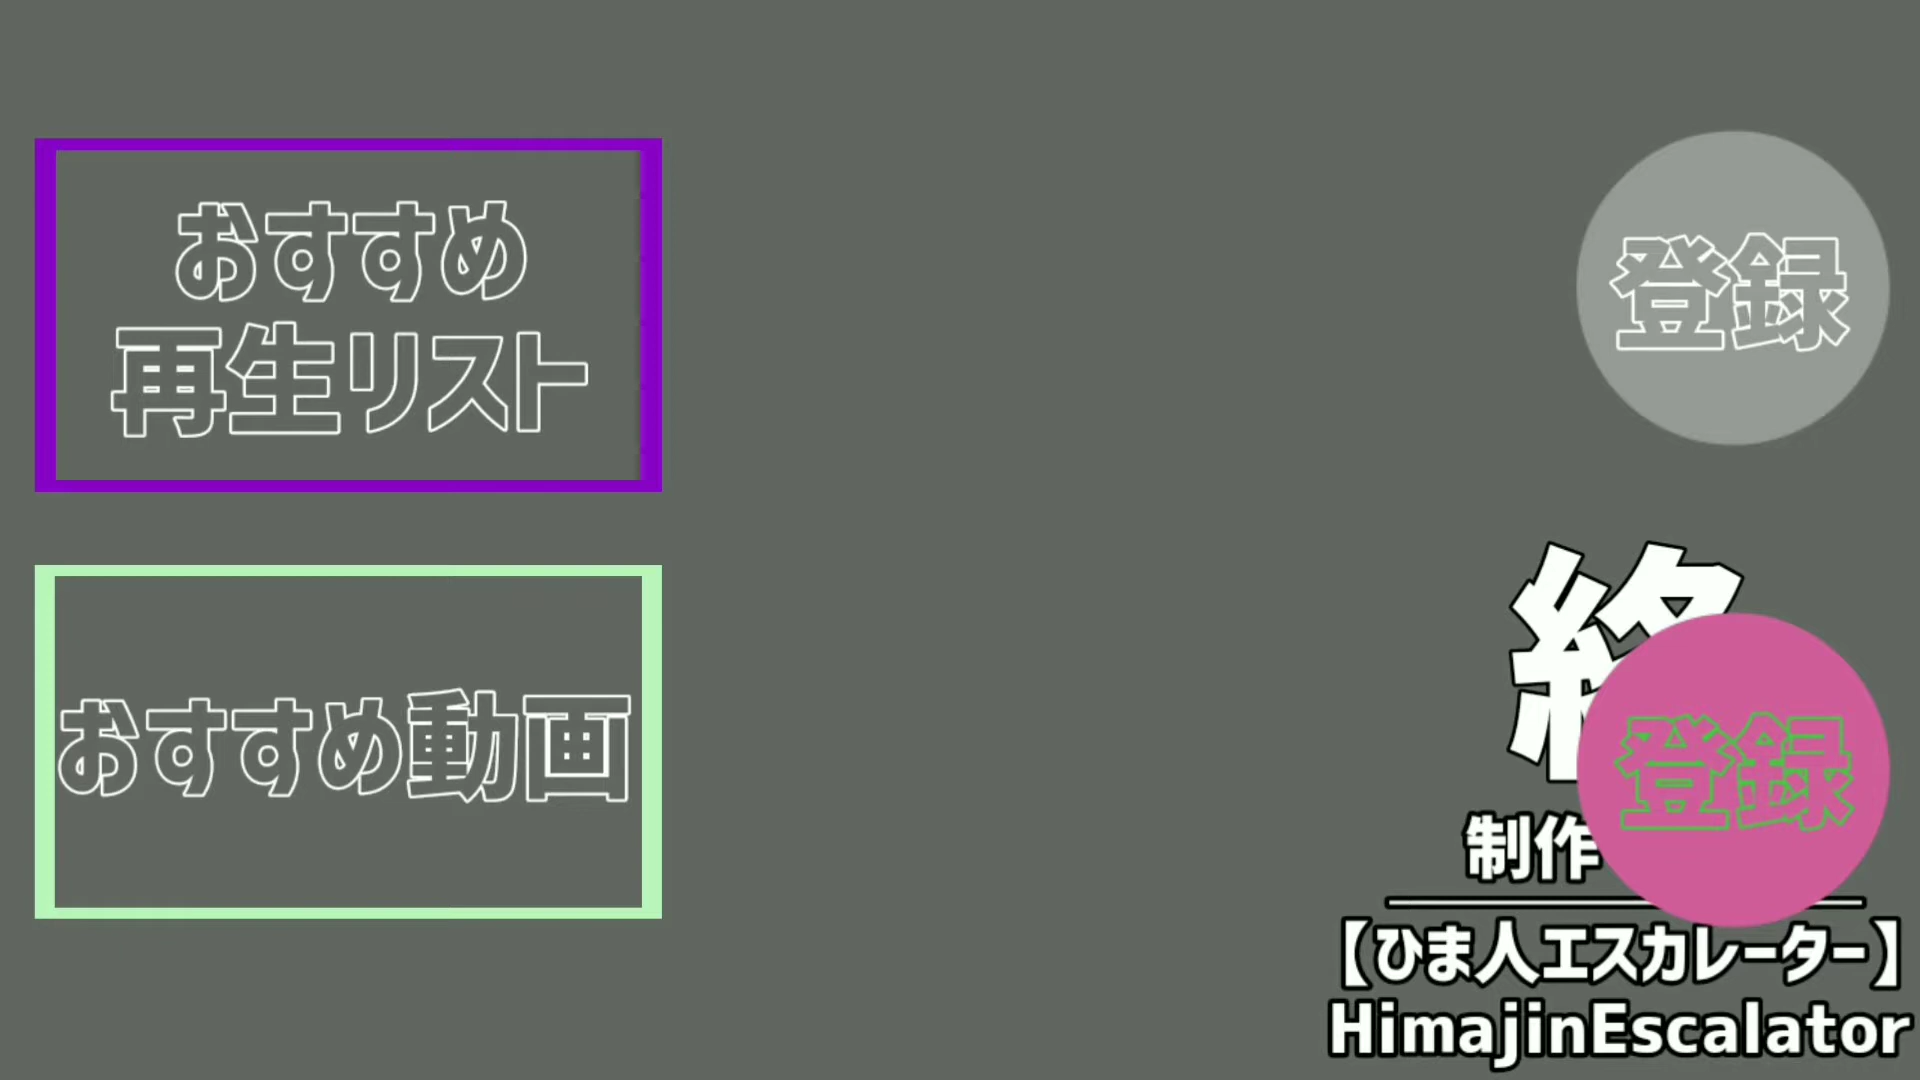 おすすめ
再生リスト
おすすめ動画
登録
終
登録
制作
【ひま人エスカレーター】
HimajinEscalator